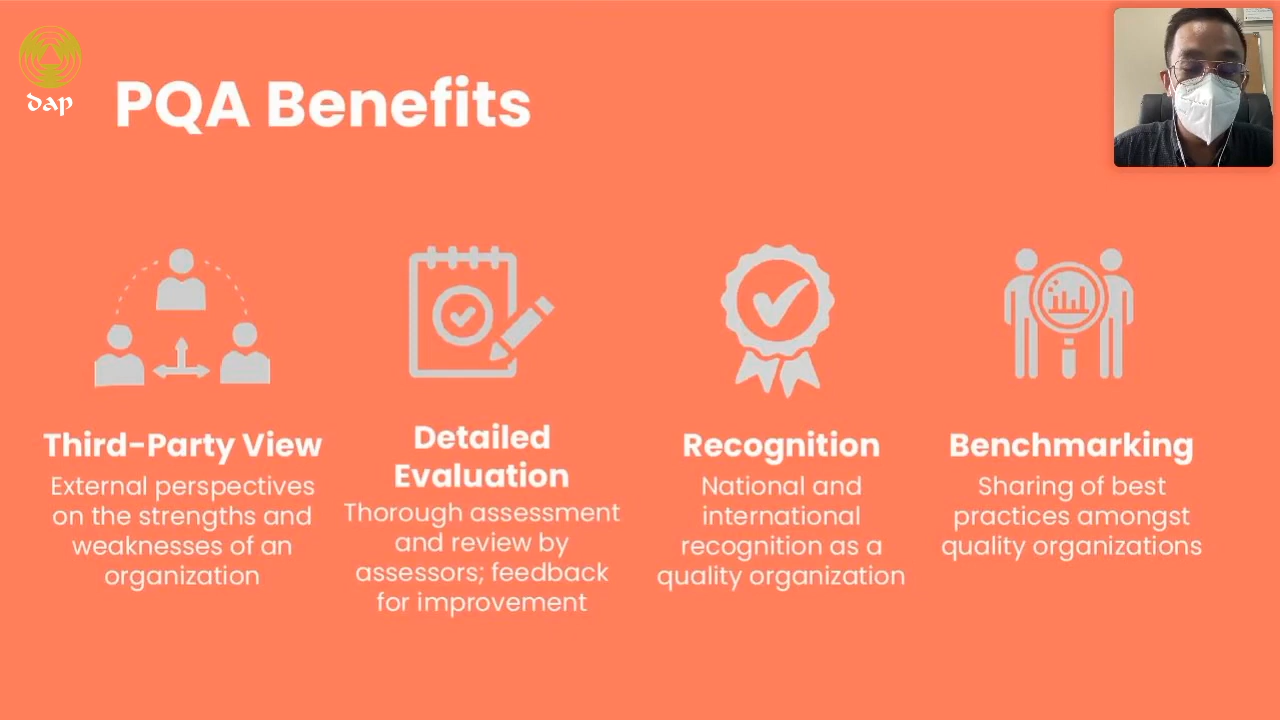 dap
PQA Benefits
Third-Party View
External perspectives
on the strengths and
weaknesses of an
organization
Detailed
Evaluation
Thorough assessment
and review by
assessors; feedback
for improvement
Recognition
National and
international
recognition as a
quality organization
Benchmarking
Sharing of best
practices amongst
quality organizations